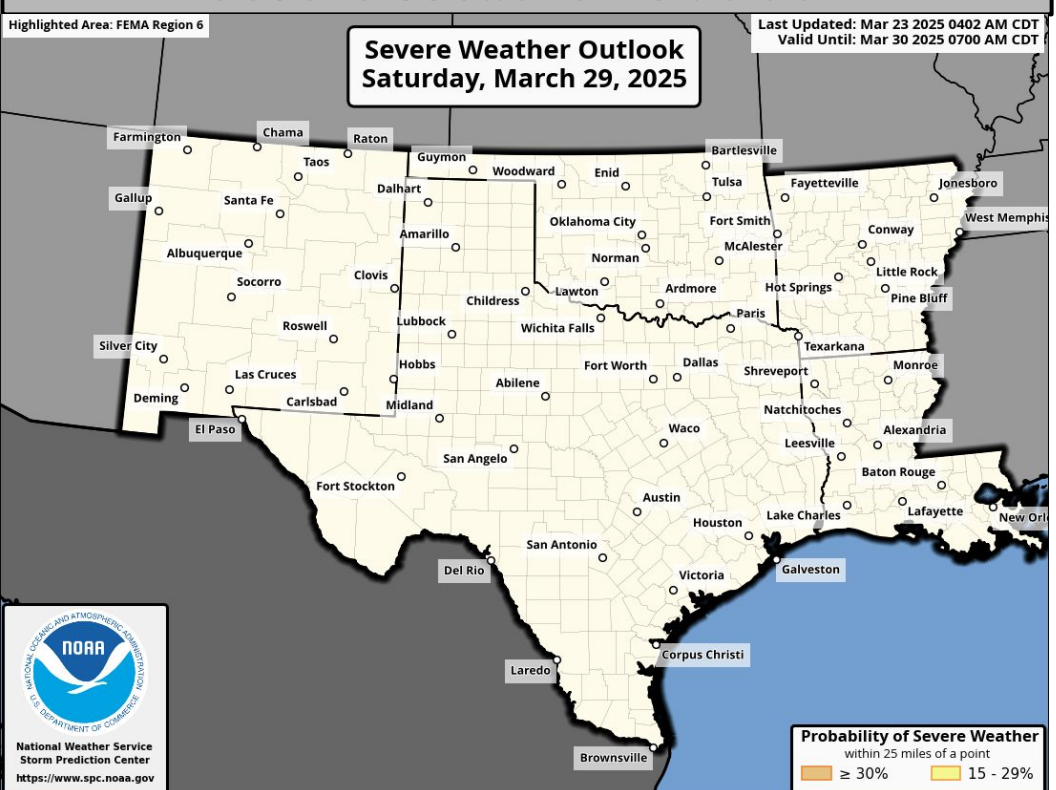 Highlighted Area: FEMA Region 6
Last Updated: Mar 23 2025 0402 AM CDT
Valid Until: Mar 30 2025 0700 AM CDT
Severe Weather Outlook
Saturday, March 29, 2025
Farmington
Chama
Raton
Taos
Guymon
Woodward
Enid
Bartlesville
Gallup
Santa Fe
Dalhart
Tulsa
Fayetteville
Jonesboro
Albuquerque
Amarillo
Oklahoma City
Norman
Fort Smith
McAlester
Conway
West Memphis
Socorro
Clovis
Childress
Lawton
Ardmore
Hot Springs
Little Rock
Pine Bluff
Roswell
Lubbock
Wichita Falls
Paris
Texarkana
Silver City
Las Cruces
Hobbs
Abilene
Fort Worth
Dallas
Shreveport
Monroe
Deming
Carlsbad
Midland
Natchitoches
El Paso
San Angelo
Waco
Leesville
Alexandria
Fort Stockton
Austin
Baton Rouge
Houston
Lake Charles
Lafayette
New Orl
Del Rio
San Antonio
Galveston
Victoria
Laredo
Corpus Christi
Brownsville
NATIONAL OCEANIC AND ATMOSPHERIC ADMINISTRATION
NOAA
U.S. DEPARTMENT OF COMMERCE
National Weather Service
Storm Prediction Center
https://www.spc.noaa.gov
Probability of Severe Weather
within 25 miles of a point
≥ 30%
15 - 29%